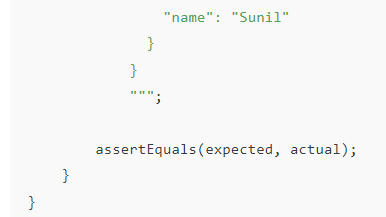 "name": "Sunil"
}
}
""";
assertEquals(expected, actual);
}
}